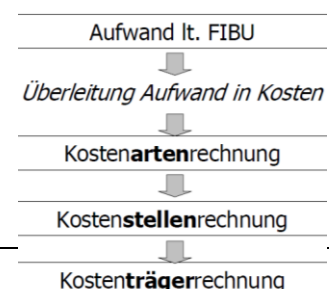 Aufwand lt. FIBU
Überleitung Aufwand in Kosten
Kostenartenrechnung
Kostenstellenrechnung
Kostenträgerrechnung